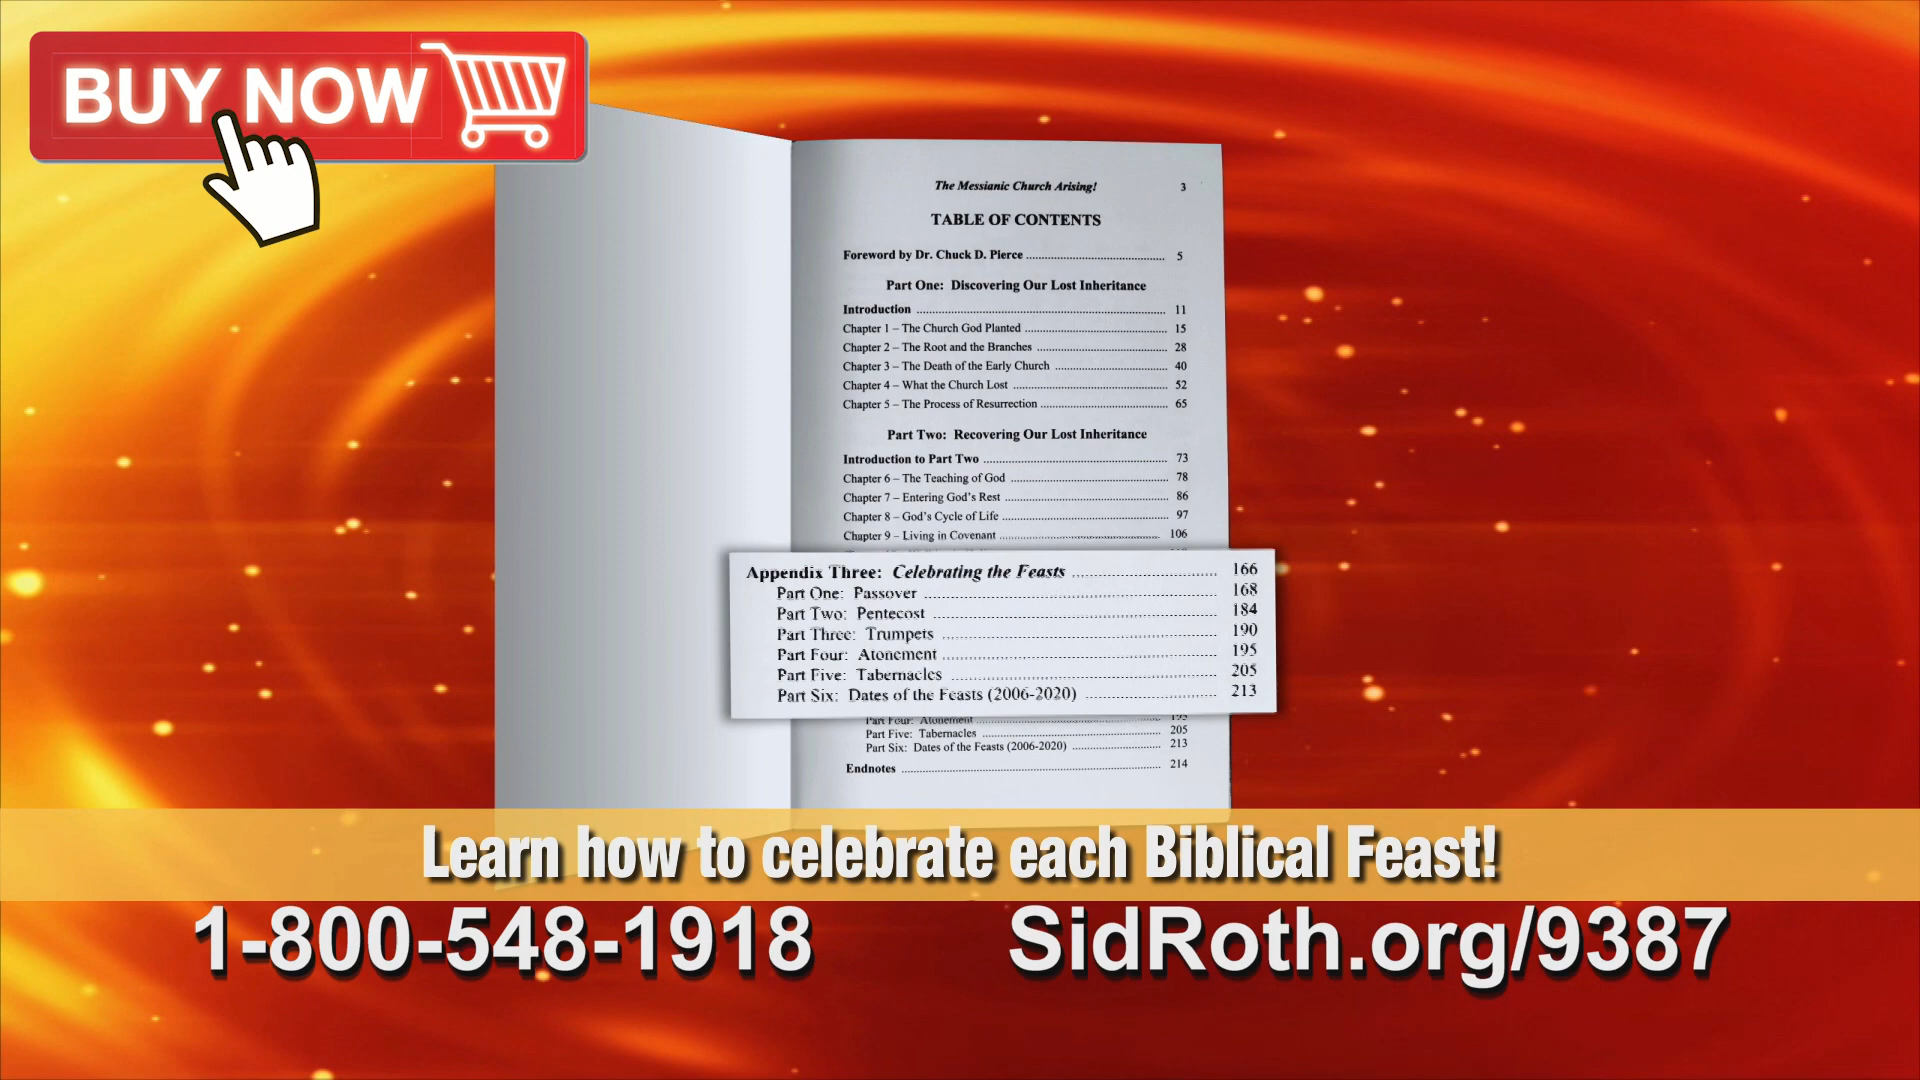 BUY NOW
The Messianic Church Arising! 3
TABLE OF CONTENTS
Foreword by Dr. Chuck D. Pierce ........ 5
Part One: Discovering Our Lost Inheritance
Introduction ........ 11
Chapter 1 – The Church God Planted ........ 15
Chapter 2 – The Root and the Branches ........ 28
Chapter 3 – The Death of the Early Church ........ 40
Chapter 4 – What the Church Lost ........ 52
Chapter 5 – The Process of Resurrection ........ 65
Part Two: Recovering Our Lost Inheritance
Introduction to Part Two ........ 73
Chapter 6 – The Teaching of God ........ 78
Chapter 7 – Entering God's Rest ........ 86
Chapter 8 – God's Cycle of Life ........ 97
Chapter 9 – Living in Covenant ........ 106
Appendix Three: Celebrating the Feasts ........ 166
Part One: Passover ........ 168
Part Two: Pentecost ........ 184
Part Three: Trumpets ........ 190
Part Four: Atonement ........ 195
Part Five: Tabernacles ........ 205
Part Six: Dates of the Feasts (2006-2020) ........ 213
Part Four: Atonement ........ 195
Part Five: Tabernacles ........ 205
Part Six: Dates of the Feasts (2006-2020) ........ 213
Endnotes ........ 214
Learn how to celebrate each Biblical Feast!
1-800-548-1918 SidRoth.org/9387